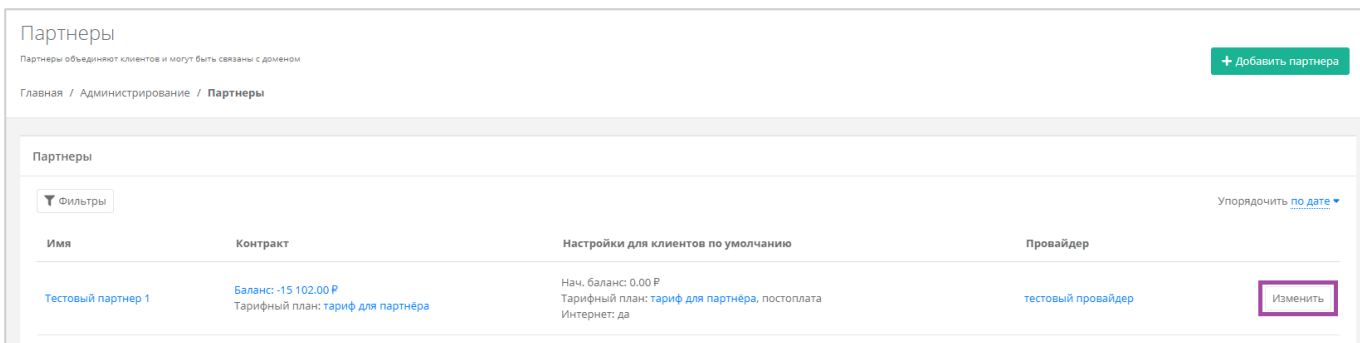 Партнеры
Партнеры объединяют клиентов и могут быть связаны с доменом
+ Добавить партнера
Главная / Администрирование / Партнеры
Партнеры
Фильтры
Упорядочить по дате
Имя
Контракт
Настройки для клиентов по умолчанию
Провайдер
Тестовый партнер 1
Баланс: -15 102.00 ₽
Тарифный план: тариф для партнёра
Нач. баланс: 0.00 ₽
Тарифный план: тариф для партнёра, постоплата
Интернет: да
тестовый провайдер
Изменить